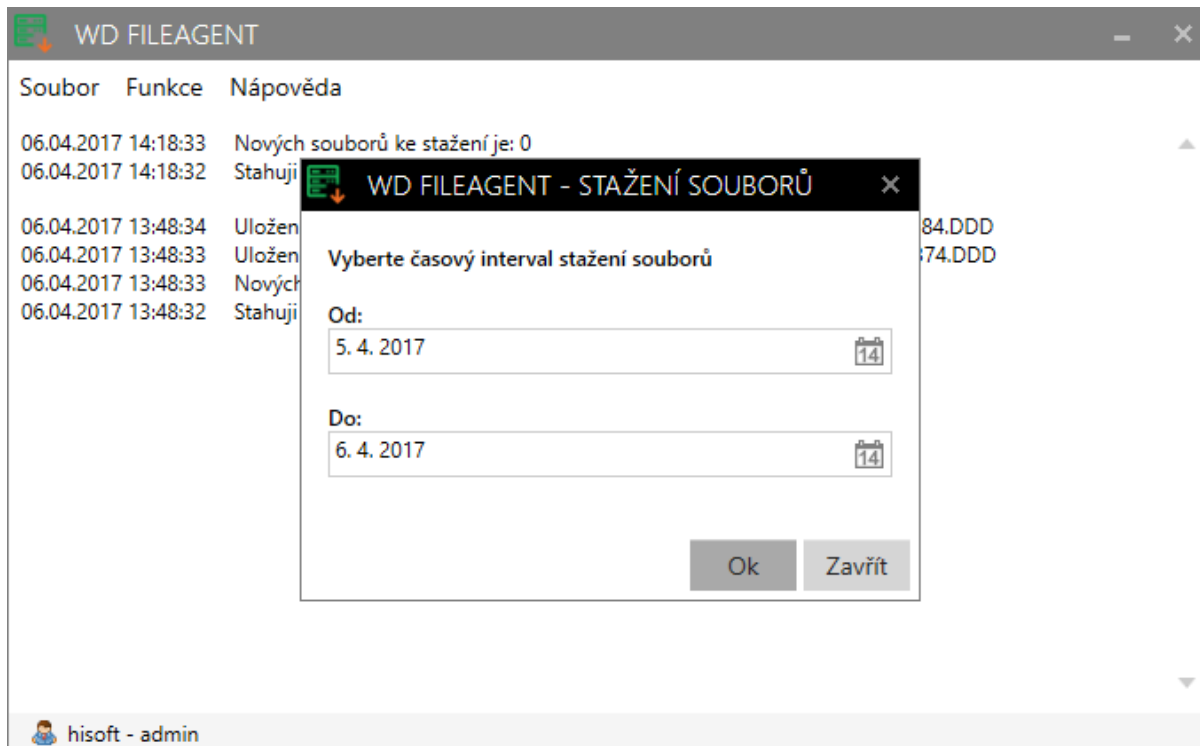 WD FILEAGENT
Soubor Funkce Nápověda
06.04.2017 14:18:33 Nových souborů ke stažení je: 0
06.04.2017 14:18:32 Stahuji
06.04.2017 13:48:34 Uložen 84.DDD
06.04.2017 13:48:33 Uložen 74.DDD
06.04.2017 13:48:33 Nových
06.04.2017 13:48:32 Stahuji
WD FILEAGENT - STAŽENÍ SOUBORŮ
Vyberte časový interval stažení souborů
Od:
5. 4. 2017
14
Do:
6. 4. 2017
14
Ok Zavřít
hisoft - admin